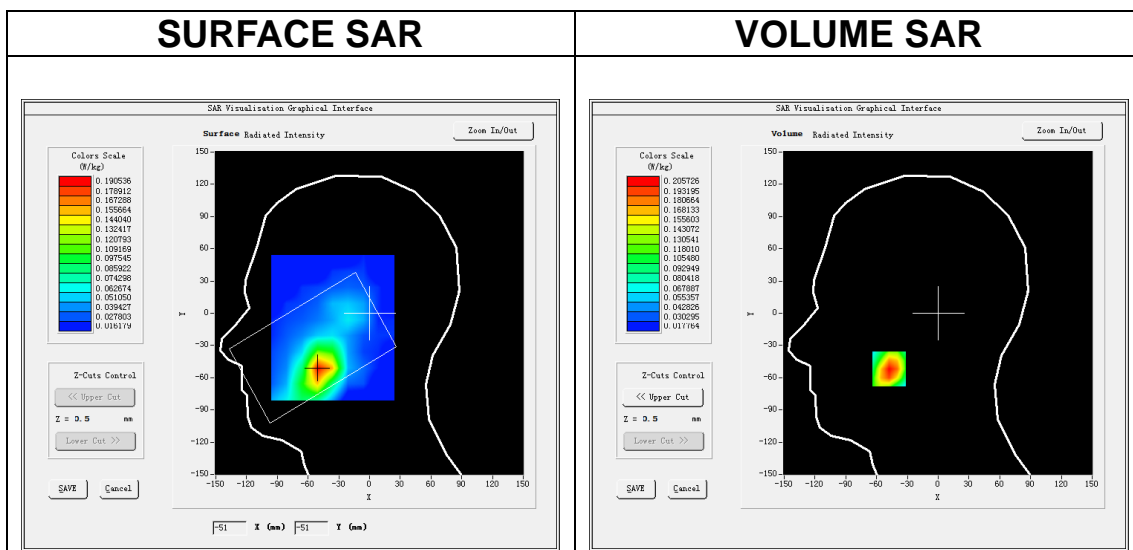 SURFACE SAR
VOLUME SAR
SAR Visualisation Graphical Interface
Surface Radiated Intensity
Zoom In/Out
Colors Scale
(W/kg)
0.190536
0.178912
0.167288
0.155664
0.144040
0.132417
0.120793
0.109169
0.097545
0.085922
0.074298
0.062674
0.051050
0.039427
0.027803
0.016179
150
120
90
60
30
0
-30
-60
-90
-120
-150
Y
-150 -120 -90 -60 -30 0 30 60 90 120 150
X
Z-Cuts Control
<< Upper Cut
Z = 3.5 mm
Lower Cut >>
SAVE Cancel
-51 X (mm) -51 Y (mm)
SAR Visualisation Graphical Interface
Volume Radiated Intensity
Zoom In/Out
Colors Scale
(W/kg)
0.205726
0.193195
0.180664
0.168133
0.155603
0.143072
0.130541
0.118010
0.105480
0.092949
0.080418
0.067887
0.055357
0.042826
0.030295
0.017764
150
120
90
60
30
0
-30
-60
-90
-120
-150
Y
-150 -120 -90 -60 -30 0 30 60 90 120 150
X
Z-Cuts Control
<< Upper Cut
Z = 3.5 mm
Lower Cut >>
SAVE Cancel